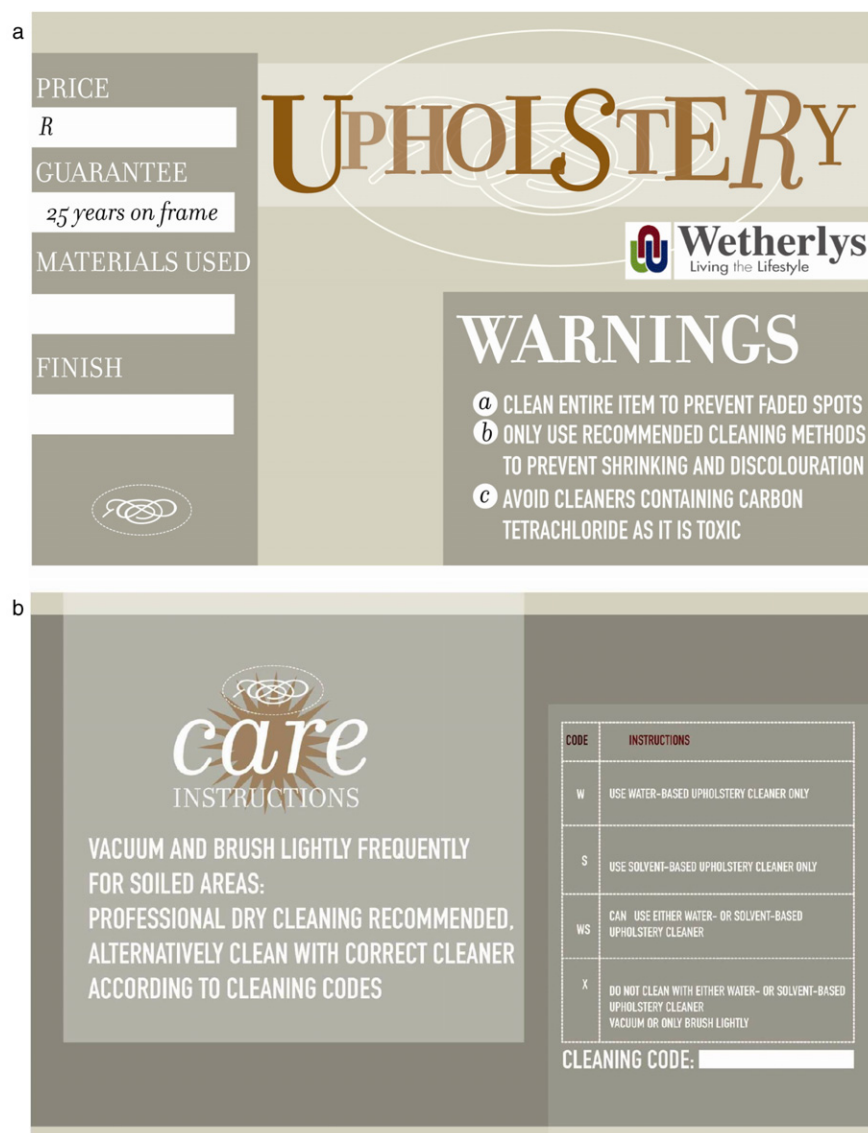 a
PRICE
R
GUARANTEE
25 years on frame
MATERIALS USED
FINISH
UPHOLSTERY
Wetherlys
Living the Lifestyle
WARNINGS
a CLEAN ENTIRE ITEM TO PREVENT FADED SPOTS
b ONLY USE RECOMMENDED CLEANING METHODS
TO PREVENT SHRINKING AND DISCOLOURATION
c AVOID CLEANERS CONTAINING CARBON
TETRACHLORIDE AS IT IS TOXIC
b
care
INSTRUCTIONS
VACUUM AND BRUSH LIGHTLY FREQUENTLY
FOR SOILED AREAS:
PROFESSIONAL DRY CLEANING RECOMMENDED,
ALTERNATIVELY CLEAN WITH CORRECT CLEANER
ACCORDING TO CLEANING CODES
CODE INSTRUCTIONS
W USE WATER-BASED UPHOLSTERY CLEANER ONLY
S USE SOLVENT-BASED UPHOLSTERY CLEANER ONLY
WS CAN USE EITHER WATER- OR SOLVENT-BASED
UPHOLSTERY CLEANER
X DO NOT CLEAN WITH EITHER WATER- OR SOLVENT-BASED
UPHOLSTERY CLEANER
VACUUM OR ONLY BRUSH LIGHTLY
CLEANING CODE: